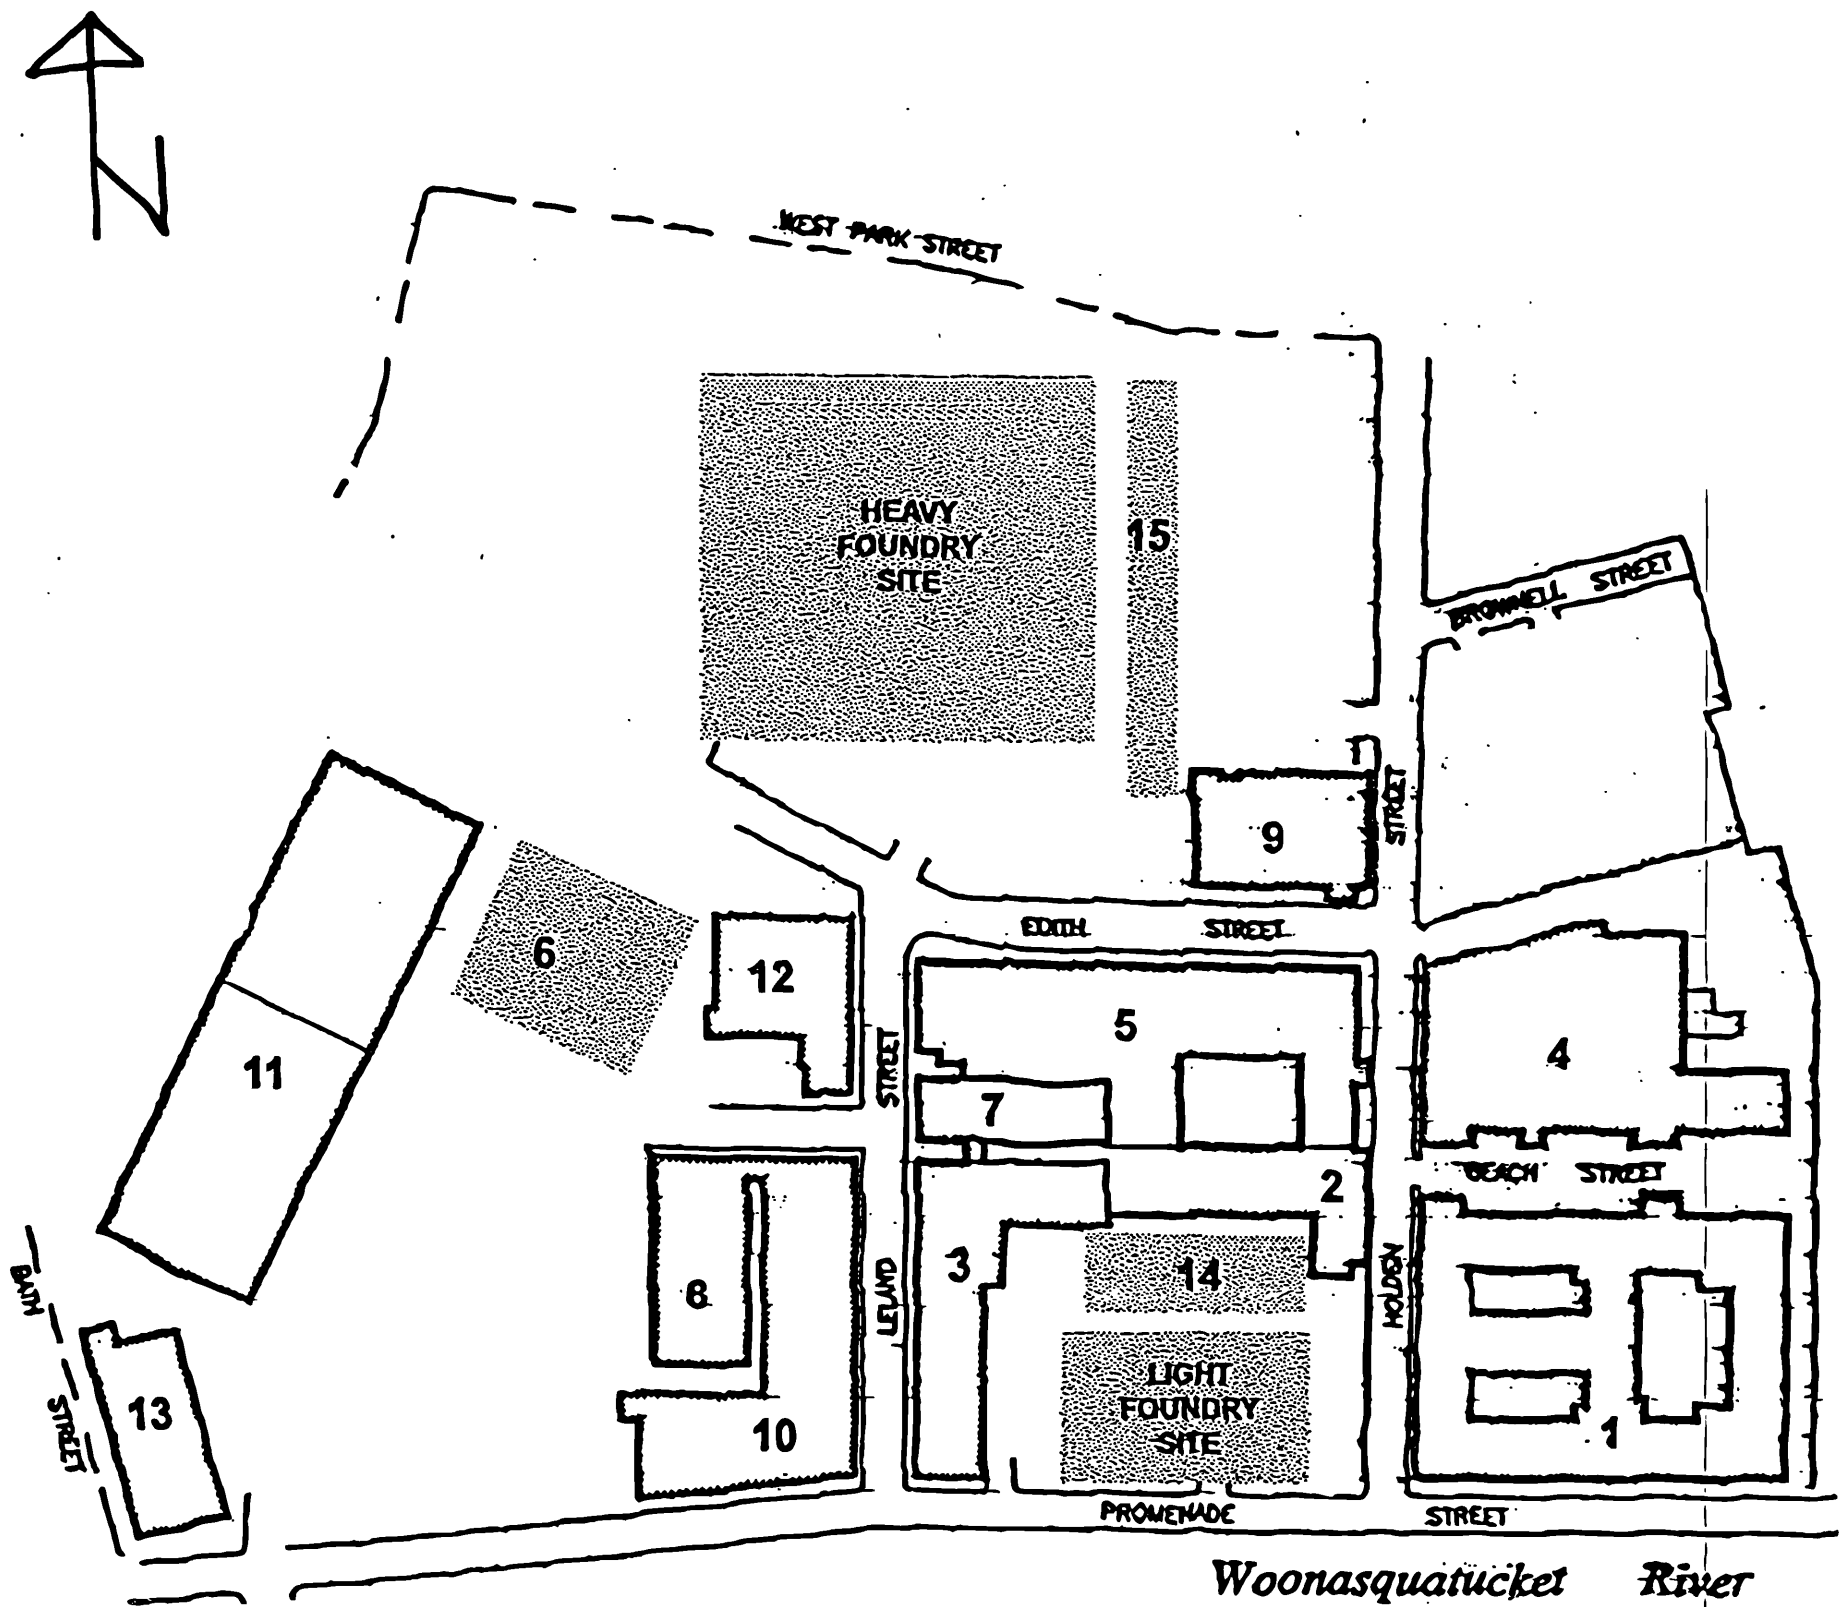 N
WEST PARK STREET
HEAVY
FOUNDRY
SITE
15
BROWNELL STREET
STREET
9
EDITH STREET
6
12
5
4
11
STREET
7
BEACH STREET
2
8
3
14
LELAND
HOLDEN
BATH
STREET
13
10
LIGHT
FOUNDRY
SITE
1
PROMENADE STREET
Woonasquatucket River